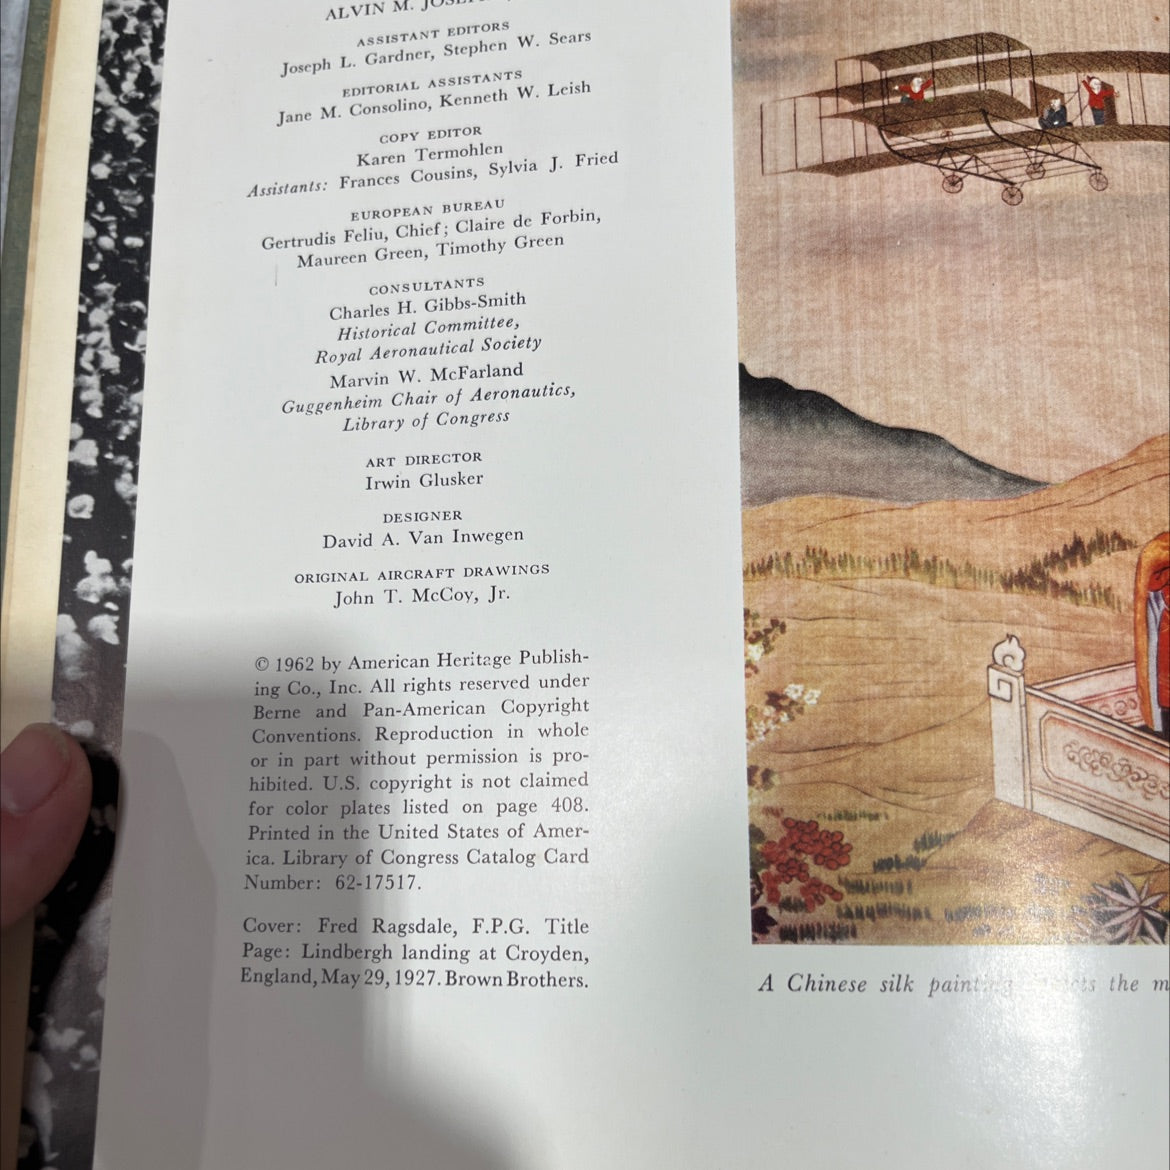 ALVIN M.
ASSISTANT EDITORS
Joseph L. Gardner, Stephen W. Sears
EDITORIAL ASSISTANTS
Jane M. Consolino, Kenneth W. Leish
COPY EDITOR
Karen Termohlen
Assistants: Frances Cousins, Sylvia J. Fried
EUROPEAN BUREAU
Gertrudis Feliu, Chief; Claire de Forbin,
Maureen Green, Timothy Green
CONSULTANTS
Charles H. Gibbs-Smith
Historical Committee,
Royal Aeronautical Society
Marvin W. McFarland
Guggenheim Chair of Aeronautics,
Library of Congress
ART DIRECTOR
Irwin Glusker
DESIGNER
David A. Van Inwegen
ORIGINAL AIRCRAFT DRAWINGS
John T. McCoy, Jr.
© 1962 by American Heritage Publish-
ing Co., Inc. All rights reserved under
Berne and Pan-American Copyright
Conventions. Reproduction in whole
or in part without permission is pro-
hibited. U.S. copyright is not claimed
for color plates listed on page 408.
Printed in the United States of Amer-
ica. Library of Congress Catalog Card
Number: 62-17517.
Cover: Fred Ragsdale, F.P.G. Title
Page: Lindbergh landing at Croyden,
England, May 29, 1927. Brown Brothers.
A Chinese silk painting the